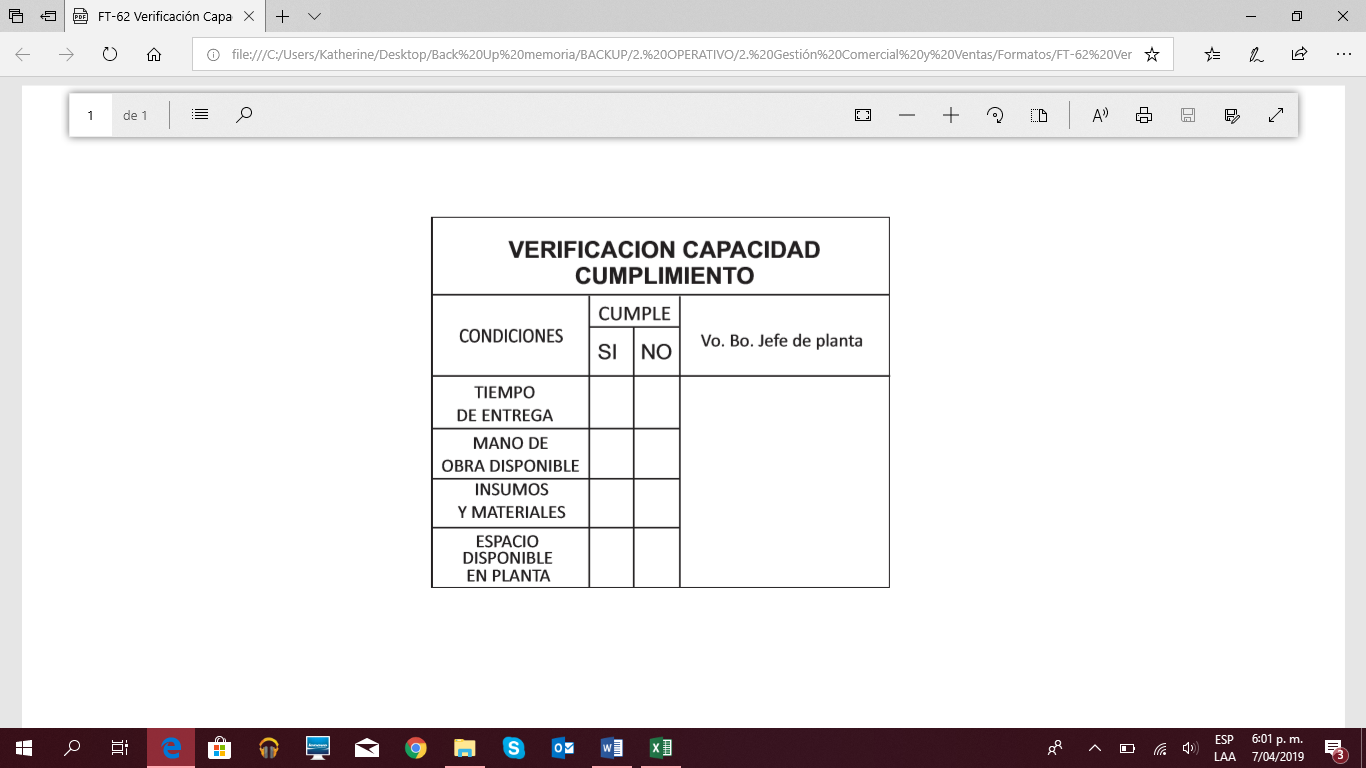 FT-62 Verificación Capa
file:///C:/Users/Katherine/Desktop/Back%20Up%20memoria/BACKUP/2.%20OPERATIVO/2.%20Gestión%20Comercial%20y%20Ventas/Formatos/FT-62%20Ver
1 de 1
VERIFICACION CAPACIDAD
CUMPLIMIENTO
CONDICIONES
CUMPLE
SI NO
Vo. Bo. Jefe de planta
TIEMPO
DE ENTREGA
MANO DE
OBRA DISPONIBLE
INSUMOS
Y MATERIALES
ESPACIO
DISPONIBLE
EN PLANTA
ESP 6:01 p. m.
LAA 7/04/2019
3